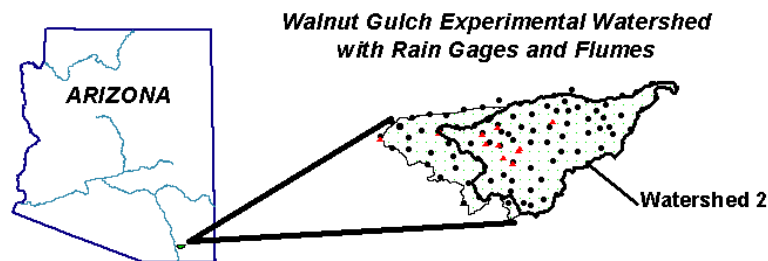 Walnut Gulch Experimental Watershed
with Rain Gages and Flumes
ARIZONA
Watershed 2